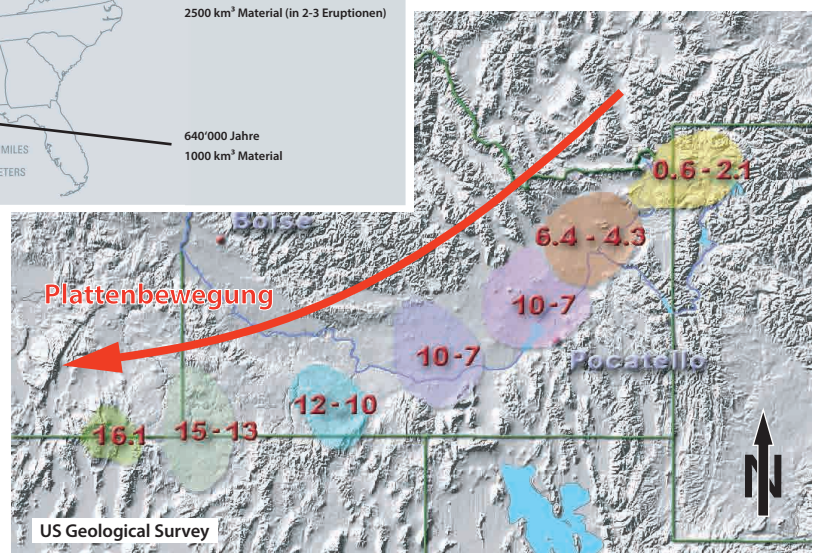 2500 km³ Material (in 2-3 Eruptionen)
640‘000 Jahre
1000 km³ Material
MILES
ETERS
0.6 - 2.1
Boise
6.4 - 4.3
Plattenbewegung
10-7
10-7
Pocatello
12-10
16.1
15-13
N
US Geological Survey